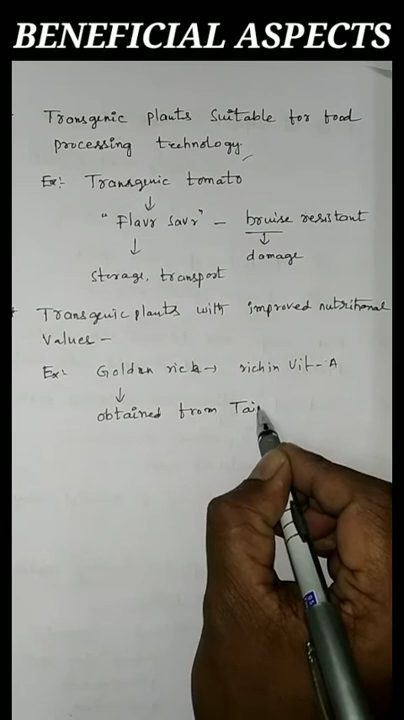 BENEFICIAL ASPECTS
Transgenic plants suitable for food
processing technology
Ex:- Transgenic tomato
↓
"Flavr savr" - bruise resistant
↓ ↓
damage
storage, transport
* Transgenic plants with improved nutritional
Values -
Ex:- Golden rice → rich in Vit-A
↓
obtained from Tai